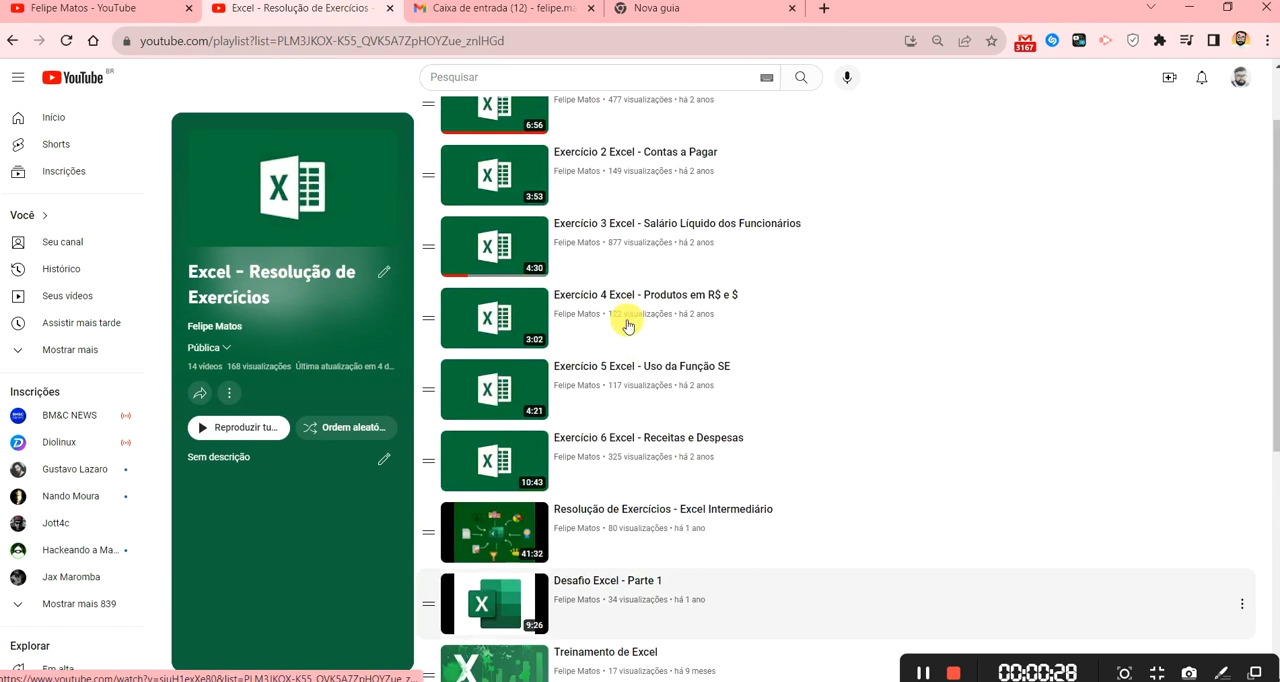 Felipe Matos - YouTube
Excel - Resolução de Exercícios -
Caixa de entrada (12) - felipe.ma
Nova guia
youtube.com/playlist?list=PLM3JKOX-K55_QVK5A7ZpHOYZue_znlHGd
3167
YouTube BR
Pesquisar
Início
Shorts
Inscrições
Você
Seu canal
Histórico
Seus vídeos
Assistir mais tarde
Mostrar mais
Inscrições
BM&C NEWS
Diolinux
Gustavo Lazaro
Nando Moura
Jott4c
Hackeando a Ma...
Jax Maromba
Mostrar mais 839
Explorar
Em alta
Excel - Resolução de
Exercícios
Felipe Matos
Pública
14 vídeos 168 visualizações Última atualização em 4 d...
Reproduzir tu...
Ordem aleató...
Sem descrição
6:56
Felipe Matos • 477 visualizações • há 2 anos
3:53
Exercício 2 Excel - Contas a Pagar
Felipe Matos • 149 visualizações • há 2 anos
4:30
Exercício 3 Excel - Salário Líquido dos Funcionários
Felipe Matos • 877 visualizações • há 2 anos
3:02
Exercício 4 Excel - Produtos em R$ e $
Felipe Matos • 122 visualizações • há 2 anos
4:21
Exercício 5 Excel - Uso da Função SE
Felipe Matos • 117 visualizações • há 2 anos
10:43
Exercício 6 Excel - Receitas e Despesas
Felipe Matos • 325 visualizações • há 2 anos
41:32
Resolução de Exercícios - Excel Intermediário
Felipe Matos • 80 visualizações • há 1 ano
9:26
Desafio Excel - Parte 1
Felipe Matos • 34 visualizações • há 1 ano
Treinamento de Excel
Felipe Matos • 17 visualizações • há 9 meses
00:00:28